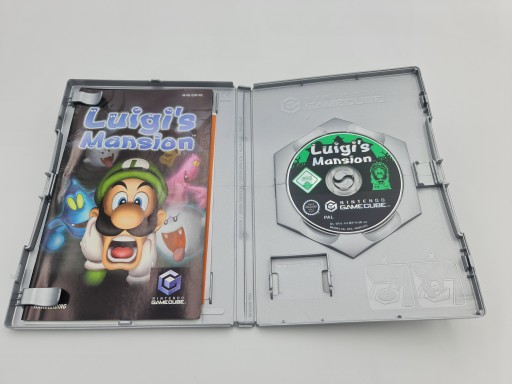 Luigi's
Mansion
NINTENDO
GAMECUBE
GAMECUBE
Luigi's
Mansion
NINTENDO
GAMECUBE
PAL